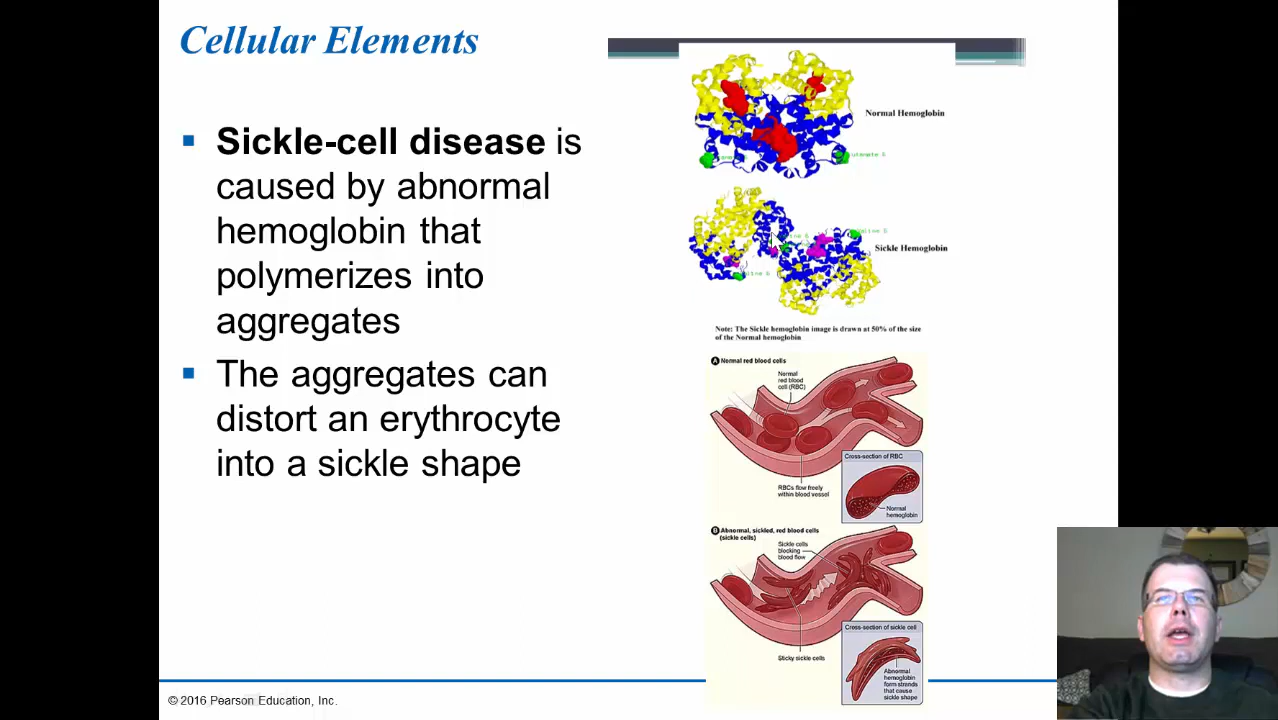 Cellular Elements
Sickle-cell disease is
caused by abnormal
hemoglobin that
polymerizes into
aggregates
The aggregates can
distort an erythrocyte
into a sickle shape
Normal Hemoglobin
Sickle Hemoglobin
Note: The Sickle hemoglobin image is drawn at 50% of the size
of the Normal hemoglobin
A Normal red blood cells
Normal
red blood
cell (RBC)
RBCs flow freely
within blood vessel
Cross-section of RBC
Normal
hemoglobin
B Abnormal, sickled, red blood cells
(sickle cells)
Sickle cells
blocking
blood flow
Sticky sickle cells
Cross-section of sickle cell
Abnormal
hemoglobin
form strands
that cause
sickle shape
© 2016 Pearson Education, Inc.